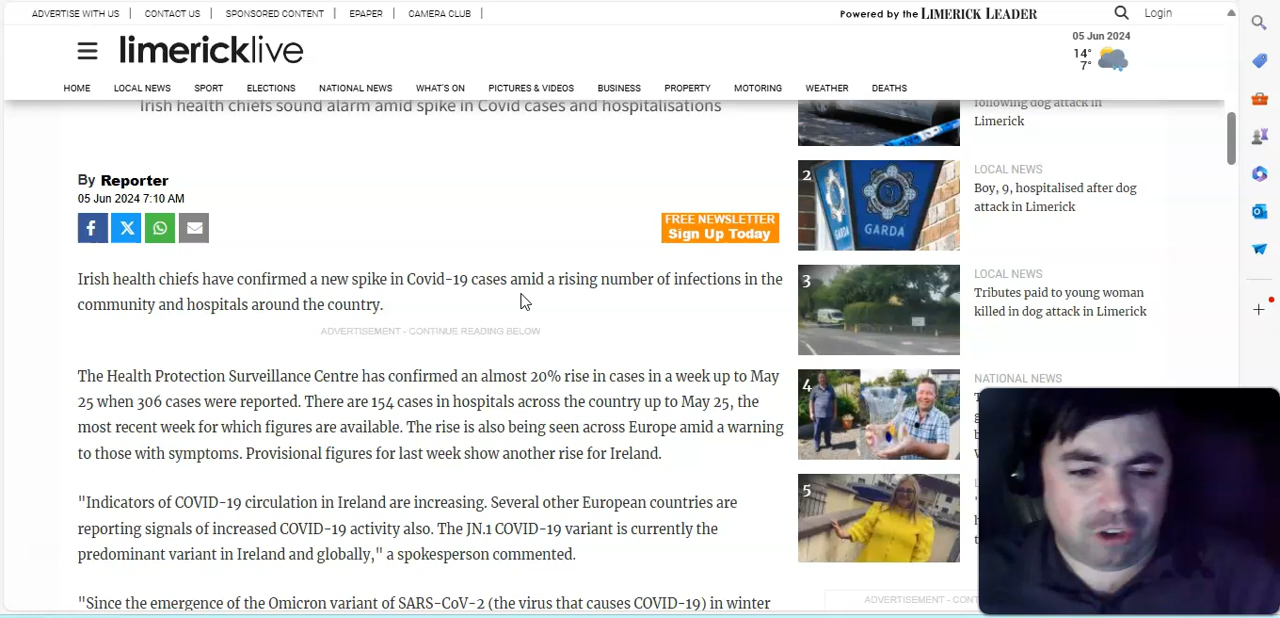 ADVERTISE WITH US | CONTACT US | SPONSORED CONTENT | EPAPER | CAMERA CLUB |
Powered by the LIMERICK LEADER
Login
limericklive
05 Jun 2024
14°
7°
HOME LOCAL NEWS SPORT ELECTIONS NATIONAL NEWS WHAT'S ON PICTURES & VIDEOS BUSINESS PROPERTY MOTORING WEATHER DEATHS
Irish health chiefs sound alarm amid spike in Covid cases and hospitalisations
By Reporter
05 Jun 2024 7:10 AM
FREE NEWSLETTER
Sign Up Today
Irish health chiefs have confirmed a new spike in Covid-19 cases amid a rising number of infections in the
community and hospitals around the country.
ADVERTISEMENT - CONTINUE READING BELOW
The Health Protection Surveillance Centre has confirmed an almost 20% rise in cases in a week up to May
25 when 306 cases were reported. There are 154 cases in hospitals across the country up to May 25, the
most recent week for which figures are available. The rise is also being seen across Europe amid a warning
to those with symptoms. Provisional figures for last week show another rise for Ireland.
"Indicators of COVID-19 circulation in Ireland are increasing. Several other European countries are
reporting signals of increased COVID-19 activity also. The JN.1 COVID-19 variant is currently the
predominant variant in Ireland and globally," a spokesperson commented.
"Since the emergence of the Omicron variant of SARS-CoV-2 (the virus that causes COVID-19) in winter
following dog attack in
Limerick
2
GARDA
GARDA
LOCAL NEWS
Boy, 9, hospitalised after dog
attack in Limerick
3
LOCAL NEWS
Tributes paid to young woman
killed in dog attack in Limerick
4
NATIONAL NEWS
5
ADVERTISEMENT - CONT